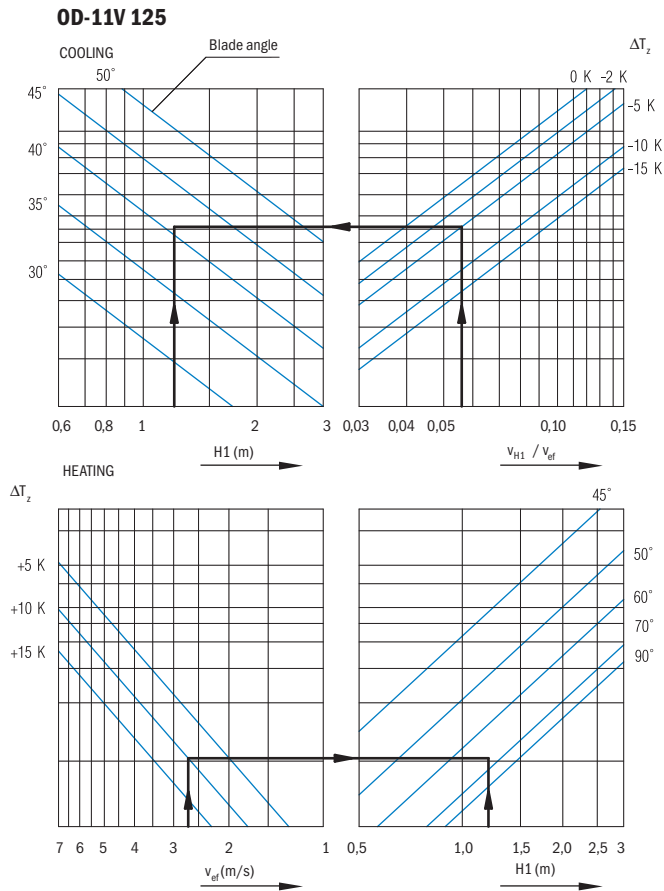 OD-11V 125
COOLING
Blade angle
ΔTz
50°
0 K -2 K
45°
-5 K
40°
-10 K
-15 K
35°
30°
0,6 0,8 1 2 3 0,03 0,04 0,05 0,10 0,15
H1 (m)
vH1 / vef
HEATING
ΔTz
45°
+5 K
50°
+10 K
60°
70°
+15 K
90°
7 6 5 4 3 2 1 0,5 1,0 1,5 2,0 2,5 3
vef (m/s)
H1 (m)